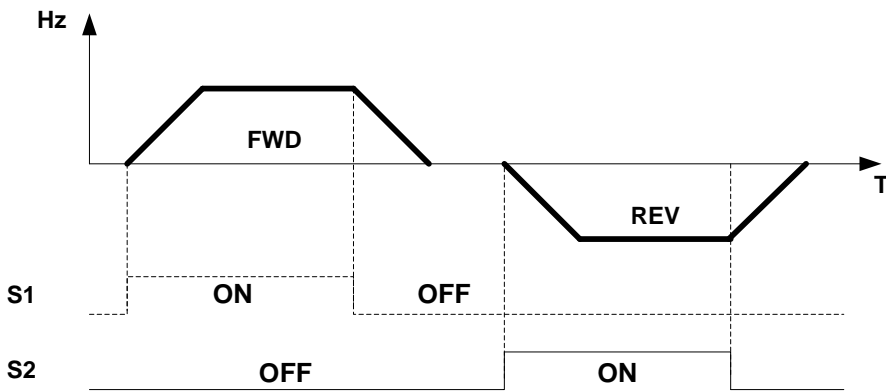 Hz
FWD
T
REV
S1 ON OFF
S2 OFF ON